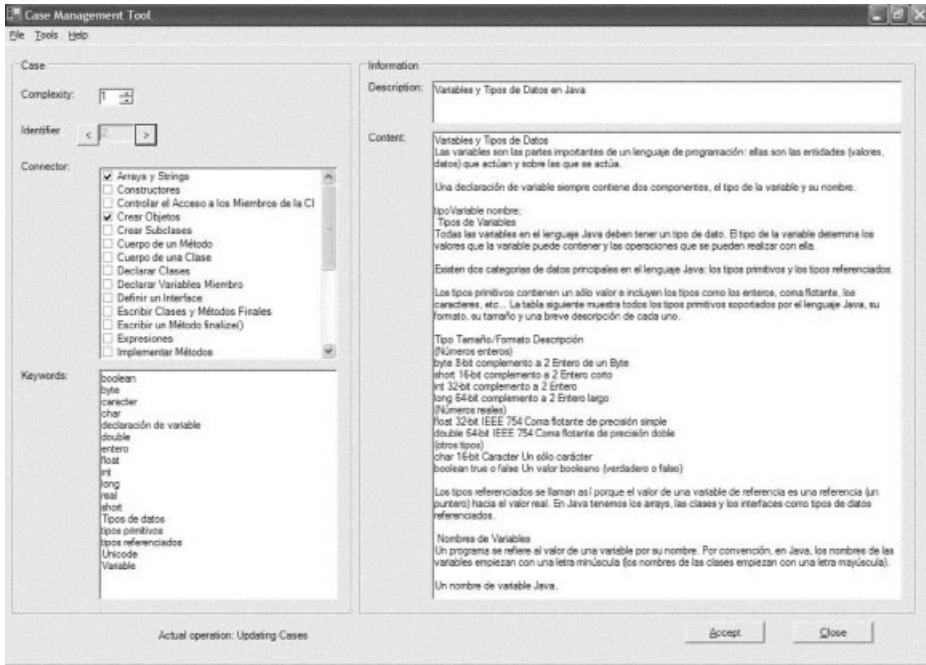 Case Management Tool
File Tools Help
Case
Complexity: 1
Identifier < 2 >
Connector:
Arrays y Strings
Constructores
Controlar el Acceso a los Miembros de la Cl
Crear Objetos
Crear Subclases
Cuerpo de un Método
Cuerpo de una Clase
Declarar Clases
Declarar Variables Miembro
Definir un Interface
Escribir Clases y Métodos Finales
Escribir un Método finalize()
Expresiones
Implementar Métodos
Keywords:
boolean
byte
caracter
char
declaración de variable
double
entero
float
int
long
real
short
Tipos de datos
tipos primitivos
tipos referenciados
Unicode
Variable
Information
Description: Variables y Tipos de Datos en Java
Content: Variables y Tipos de Datos
Las variables son las partes importantes de un lenguaje de programación: ellas son las entidades (valores,
datos) que actúan y sobre las que se actúa.
Una declaración de variable siempre contiene dos componentes, el tipo de la variable y su nombre.
tipoVariable nombre;
Tipos de Variables
Todas las variables en el lenguaje Java deben tener un tipo de dato. El tipo de la variable determina los
valores que la variable puede contener y las operaciones que se pueden realizar con ella.
Existen dos categorias de datos principales en el lenguaje Java: los tipos primitivos y los tipos referenciados.
Los tipos primitivos contienen un sólo valor e incluyen los tipos como los enteros, coma flotante, los
caracteres, etc... La tabla siguiente muestra todos los tipos primitivos soportados por el lenguaje Java, su
formato, su tamaño y una breve descripción de cada uno.
Tipo Tamaño/Formato Descripción
(Números enteros)
byte 8-bit complemento a 2 Entero de un Byte
short 16-bit complemento a 2 Entero corto
int 32-bit complemento a 2 Entero
long 64-bit complemento a 2 Entero largo
(Números reales)
float 32-bit IEEE 754 Coma flotante de precisión simple
double 64-bit IEEE 754 Coma flotante de precisión doble
(otros tipos)
char 16-bit Caracter Un sólo carácter
boolean true o false Un valor booleano (verdadero o falso)
Los tipos referenciados se llaman así porque el valor de una variable de referencia es una referencia (un
puntero) hacia el valor real. En Java tenemos los arrays, las clases y los interfaces como tipos de datos
referenciados.
Nombres de Variables
Un programa se refiere al valor de una variable por su nombre. Por convención, en Java, los nombres de las
variables empiezan con una letra minúscula (los nombres de las clases empiezan con una letra mayúscula).
Un nombre de variable Java.
Actual operation: Updating Cases
Accept Close